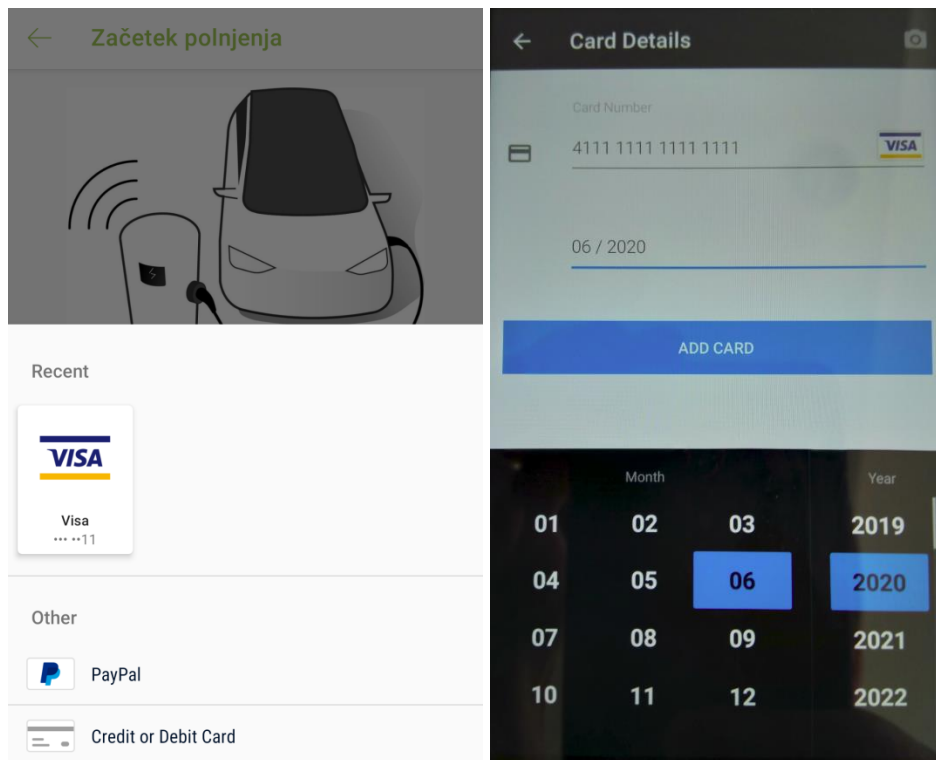 Začetek polnjenja
Recent
VISA
Visa
··· ··11
Other
PayPal
Credit or Debit Card
Card Details
Card Number
4111 1111 1111 1111
VISA
06 / 2020
ADD CARD
Month
Year
01 02 03 2019
04 05 06 2020
07 08 09 2021
10 11 12 2022